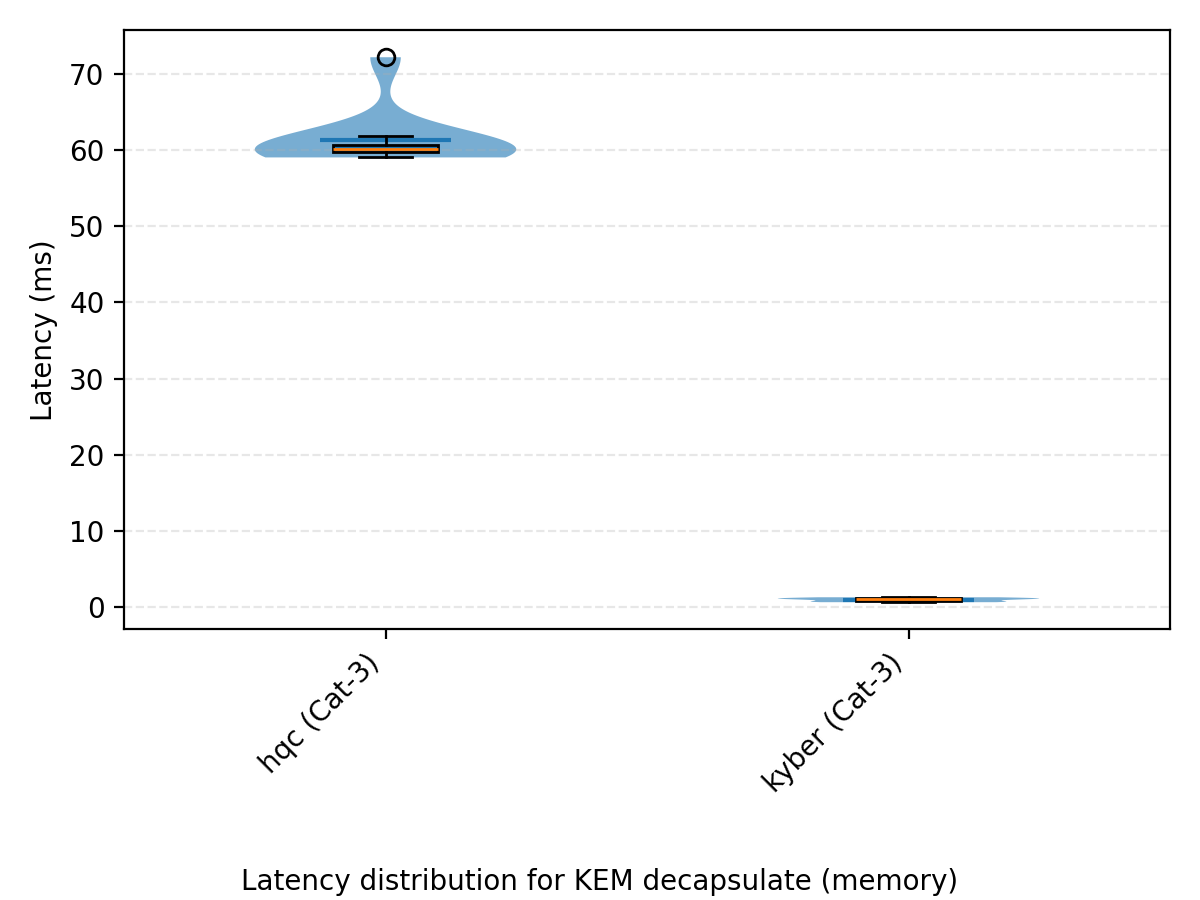 70
60
50
40
30
20
10
0
Latency (ms)
hqc (Cat-3)
kyber (Cat-3)
Latency distribution for KEM decapsulate (memory)